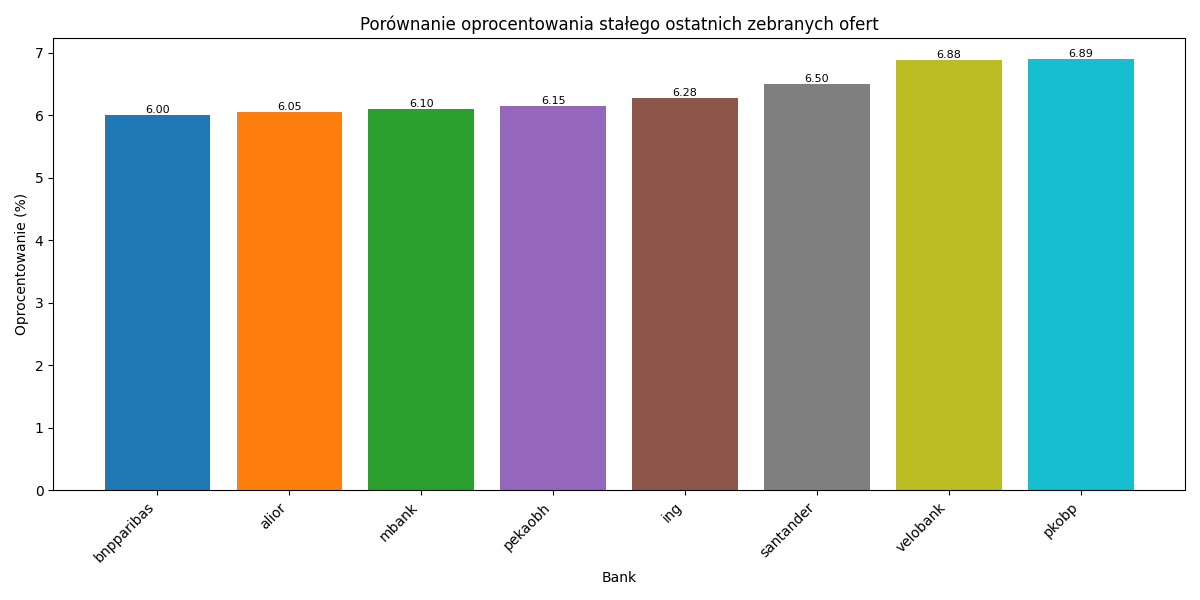 Porównanie oprocentowania stałego ostatnich zebranych ofert
Oprocentowanie (%)
7
6
5
4
3
2
1
0
6.00
6.05
6.10
6.15
6.28
6.50
6.88
6.89
bnpparibas
alior
mbank
pekaobh
ing
santander
velobank
pkobp
Bank